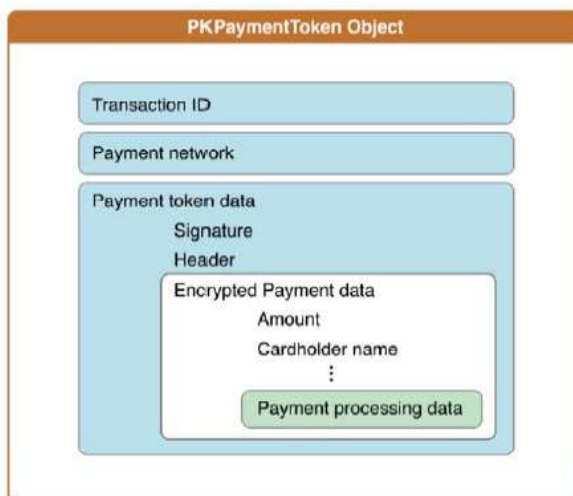 PKPaymentToken Object
Transaction ID
Payment network
Payment token data
Signature
Header
Encrypted Payment data
Amount
Cardholder name
⋮
Payment processing data